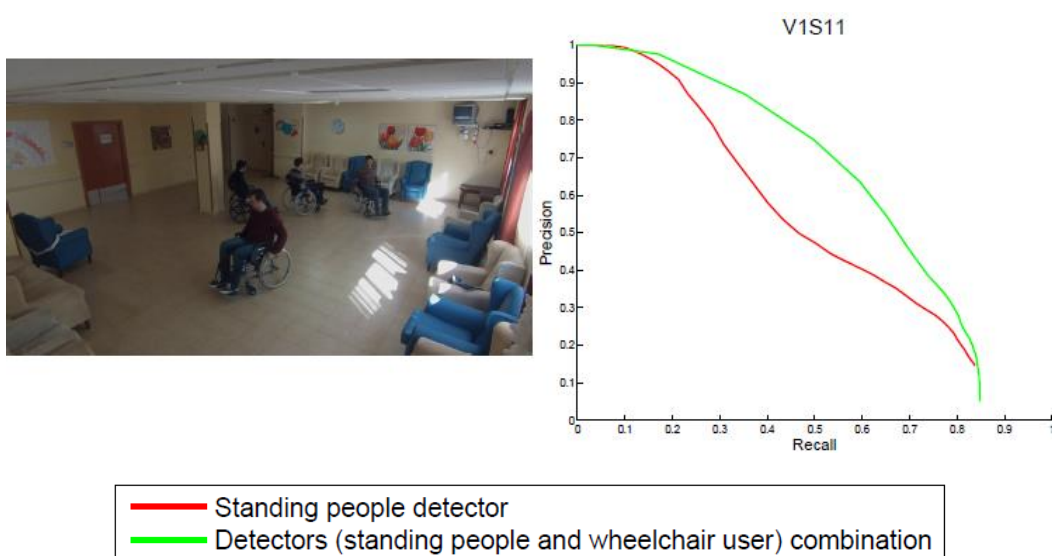 V1S11
1
0.9
0.8
0.7
0.6
0.5
0.4
0.3
0.2
0.1
0
Precision
0 0.1 0.2 0.3 0.4 0.5 0.6 0.7 0.8 0.9 1
Recall
Standing people detector
Detectors (standing people and wheelchair user) combination